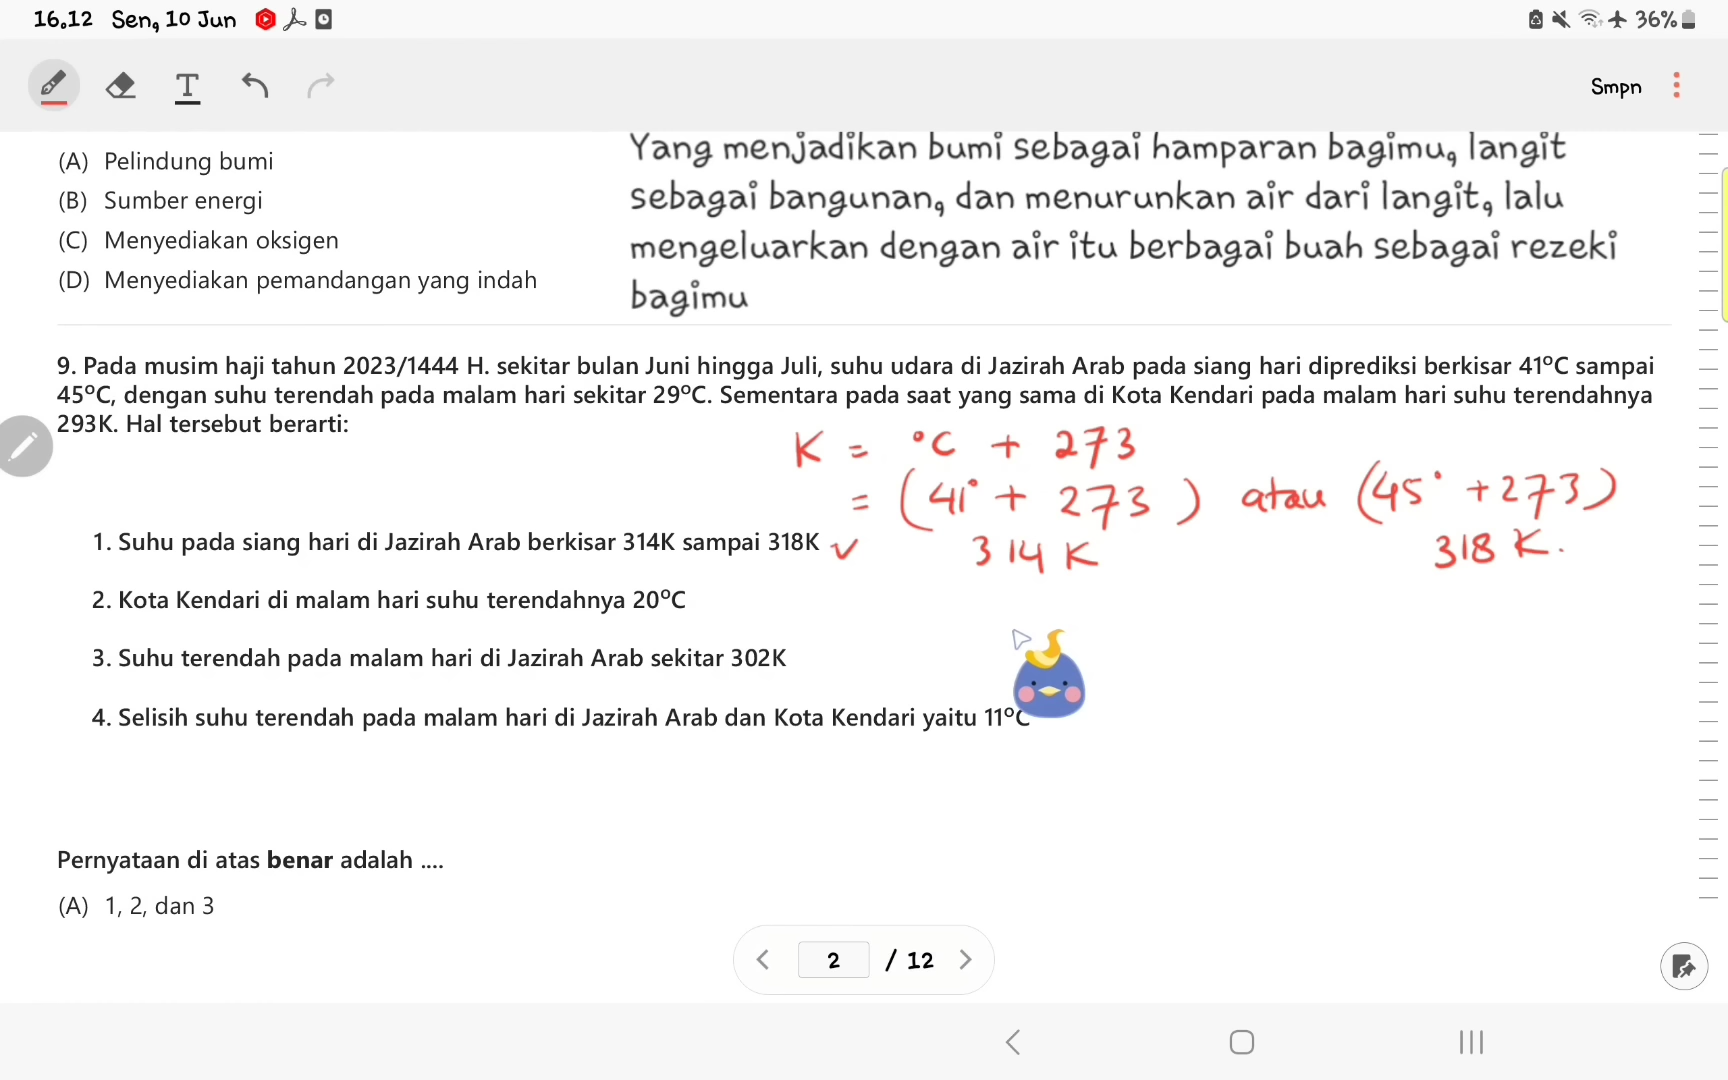 16.12 Sen, 10 Jun
36%
T
Smpn
(A) Pelindung bumi
(B) Sumber energi
(C) Menyediakan oksigen
(D) Menyediakan pemandangan yang indah
Yang menjadikan bumi sebagai hamparan bagimu, langit
sebagai bangunan, dan menurunkan air dari langit, lalu
mengeluarkan dengan air itu berbagai buah sebagai rezeki
bagimu
9. Pada musim haji tahun 2023/1444 H. sekitar bulan Juni hingga Juli, suhu udara di Jazirah Arab pada siang hari diprediksi berkisar 41⁰C sampai
45⁰C, dengan suhu terendah pada malam hari sekitar 29⁰C. Sementara pada saat yang sama di Kota Kendari pada malam hari suhu terendahnya
293K. Hal tersebut berarti:
K = °C + 273
= (41° + 273) atau (45° + 273)
314 K 318 K.
1. Suhu pada siang hari di Jazirah Arab berkisar 314K sampai 318K ✓
2. Kota Kendari di malam hari suhu terendahnya 20⁰C
3. Suhu terendah pada malam hari di Jazirah Arab sekitar 302K
4. Selisih suhu terendah pada malam hari di Jazirah Arab dan Kota Kendari yaitu 11⁰C
Pernyataan di atas benar adalah ....
(A) 1, 2, dan 3
2 / 12